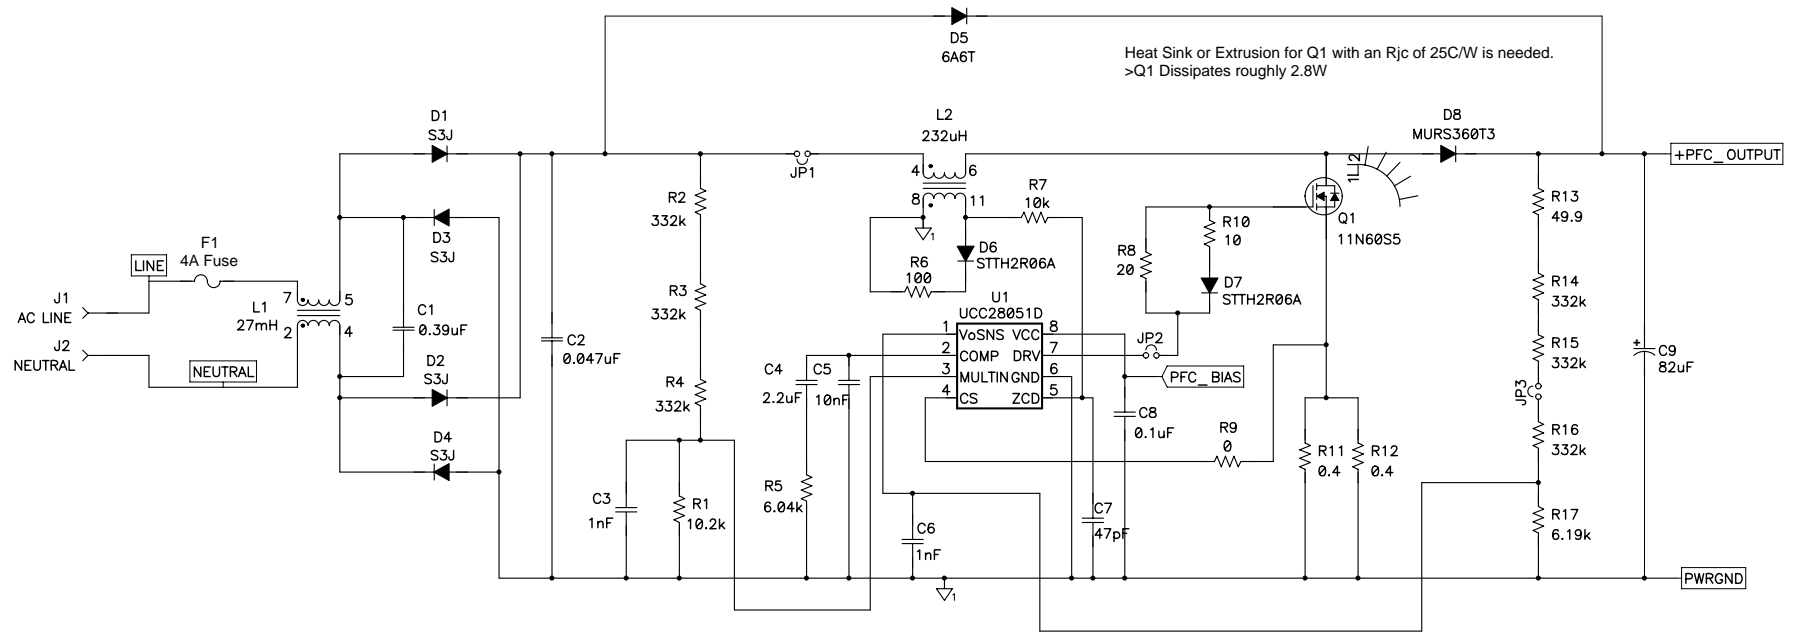 D5
6A6T
Heat Sink or Extrusion for Q1 with an Rjc of 25C/W is needed.
>Q1 Dissipates roughly 2.8W
D1
S3J
L2
232uH
D8
MURS360T3
+PFC_OUTPUT
JP1
4
6
8
11
1
R7
10k
1LI2
R2
332k
R13
49.9
Q1
11N60S5
D3
S3J
R10
10
F1
4A Fuse
LINE
D6
STTH2R06A
R8
20
R6
100
D7
STTH2R06A
R14
332k
J1
AC LINE
L1
27mH
7
5
2
4
C1
0.39uF
R3
332k
U1
UCC28051D
1
VoSNS
VCC
8
2
COMP
DRV
7
3
MULTIN
GND
6
4
CS
ZCD
5
JP2
PFC_BIAS
J2
NEUTRAL
NEUTRAL
C2
0.047uF
R15
332k
C9
82uF
+
D2
S3J
R4
332k
C4
2.2uF
C5
10nF
JP3
C8
0.1uF
R9
0
R16
332k
D4
S3J
R11
0.4
R12
0.4
R5
6.04k
C3
1nF
R1
10.2k
C6
1nF
C7
47pF
R17
6.19k
PWRGND
1